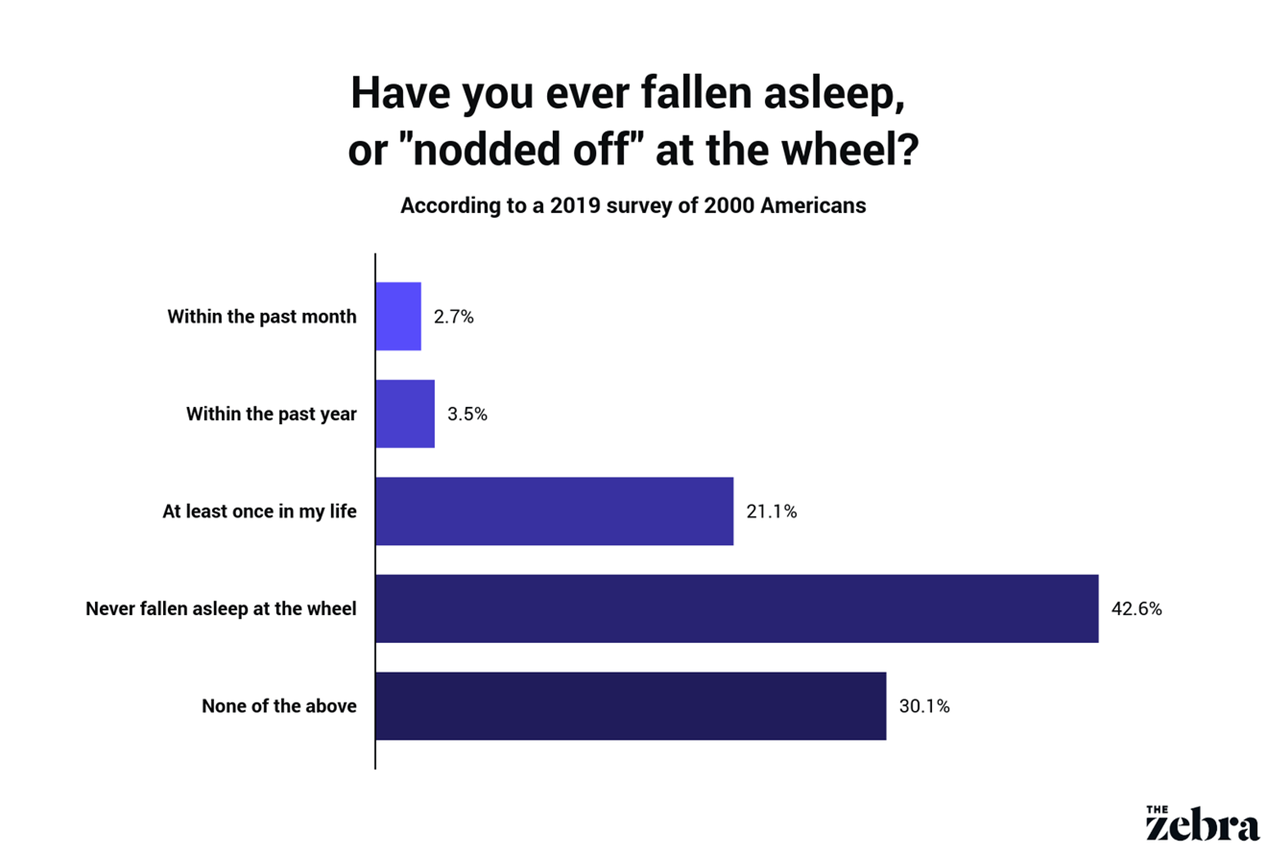 Have you ever fallen asleep,
or "nodded off" at the wheel?
According to a 2019 survey of 2000 Americans
Within the past month 2.7%
Within the past year 3.5%
At least once in my life 21.1%
Never fallen asleep at the wheel 42.6%
None of the above 30.1%
THE
zebra